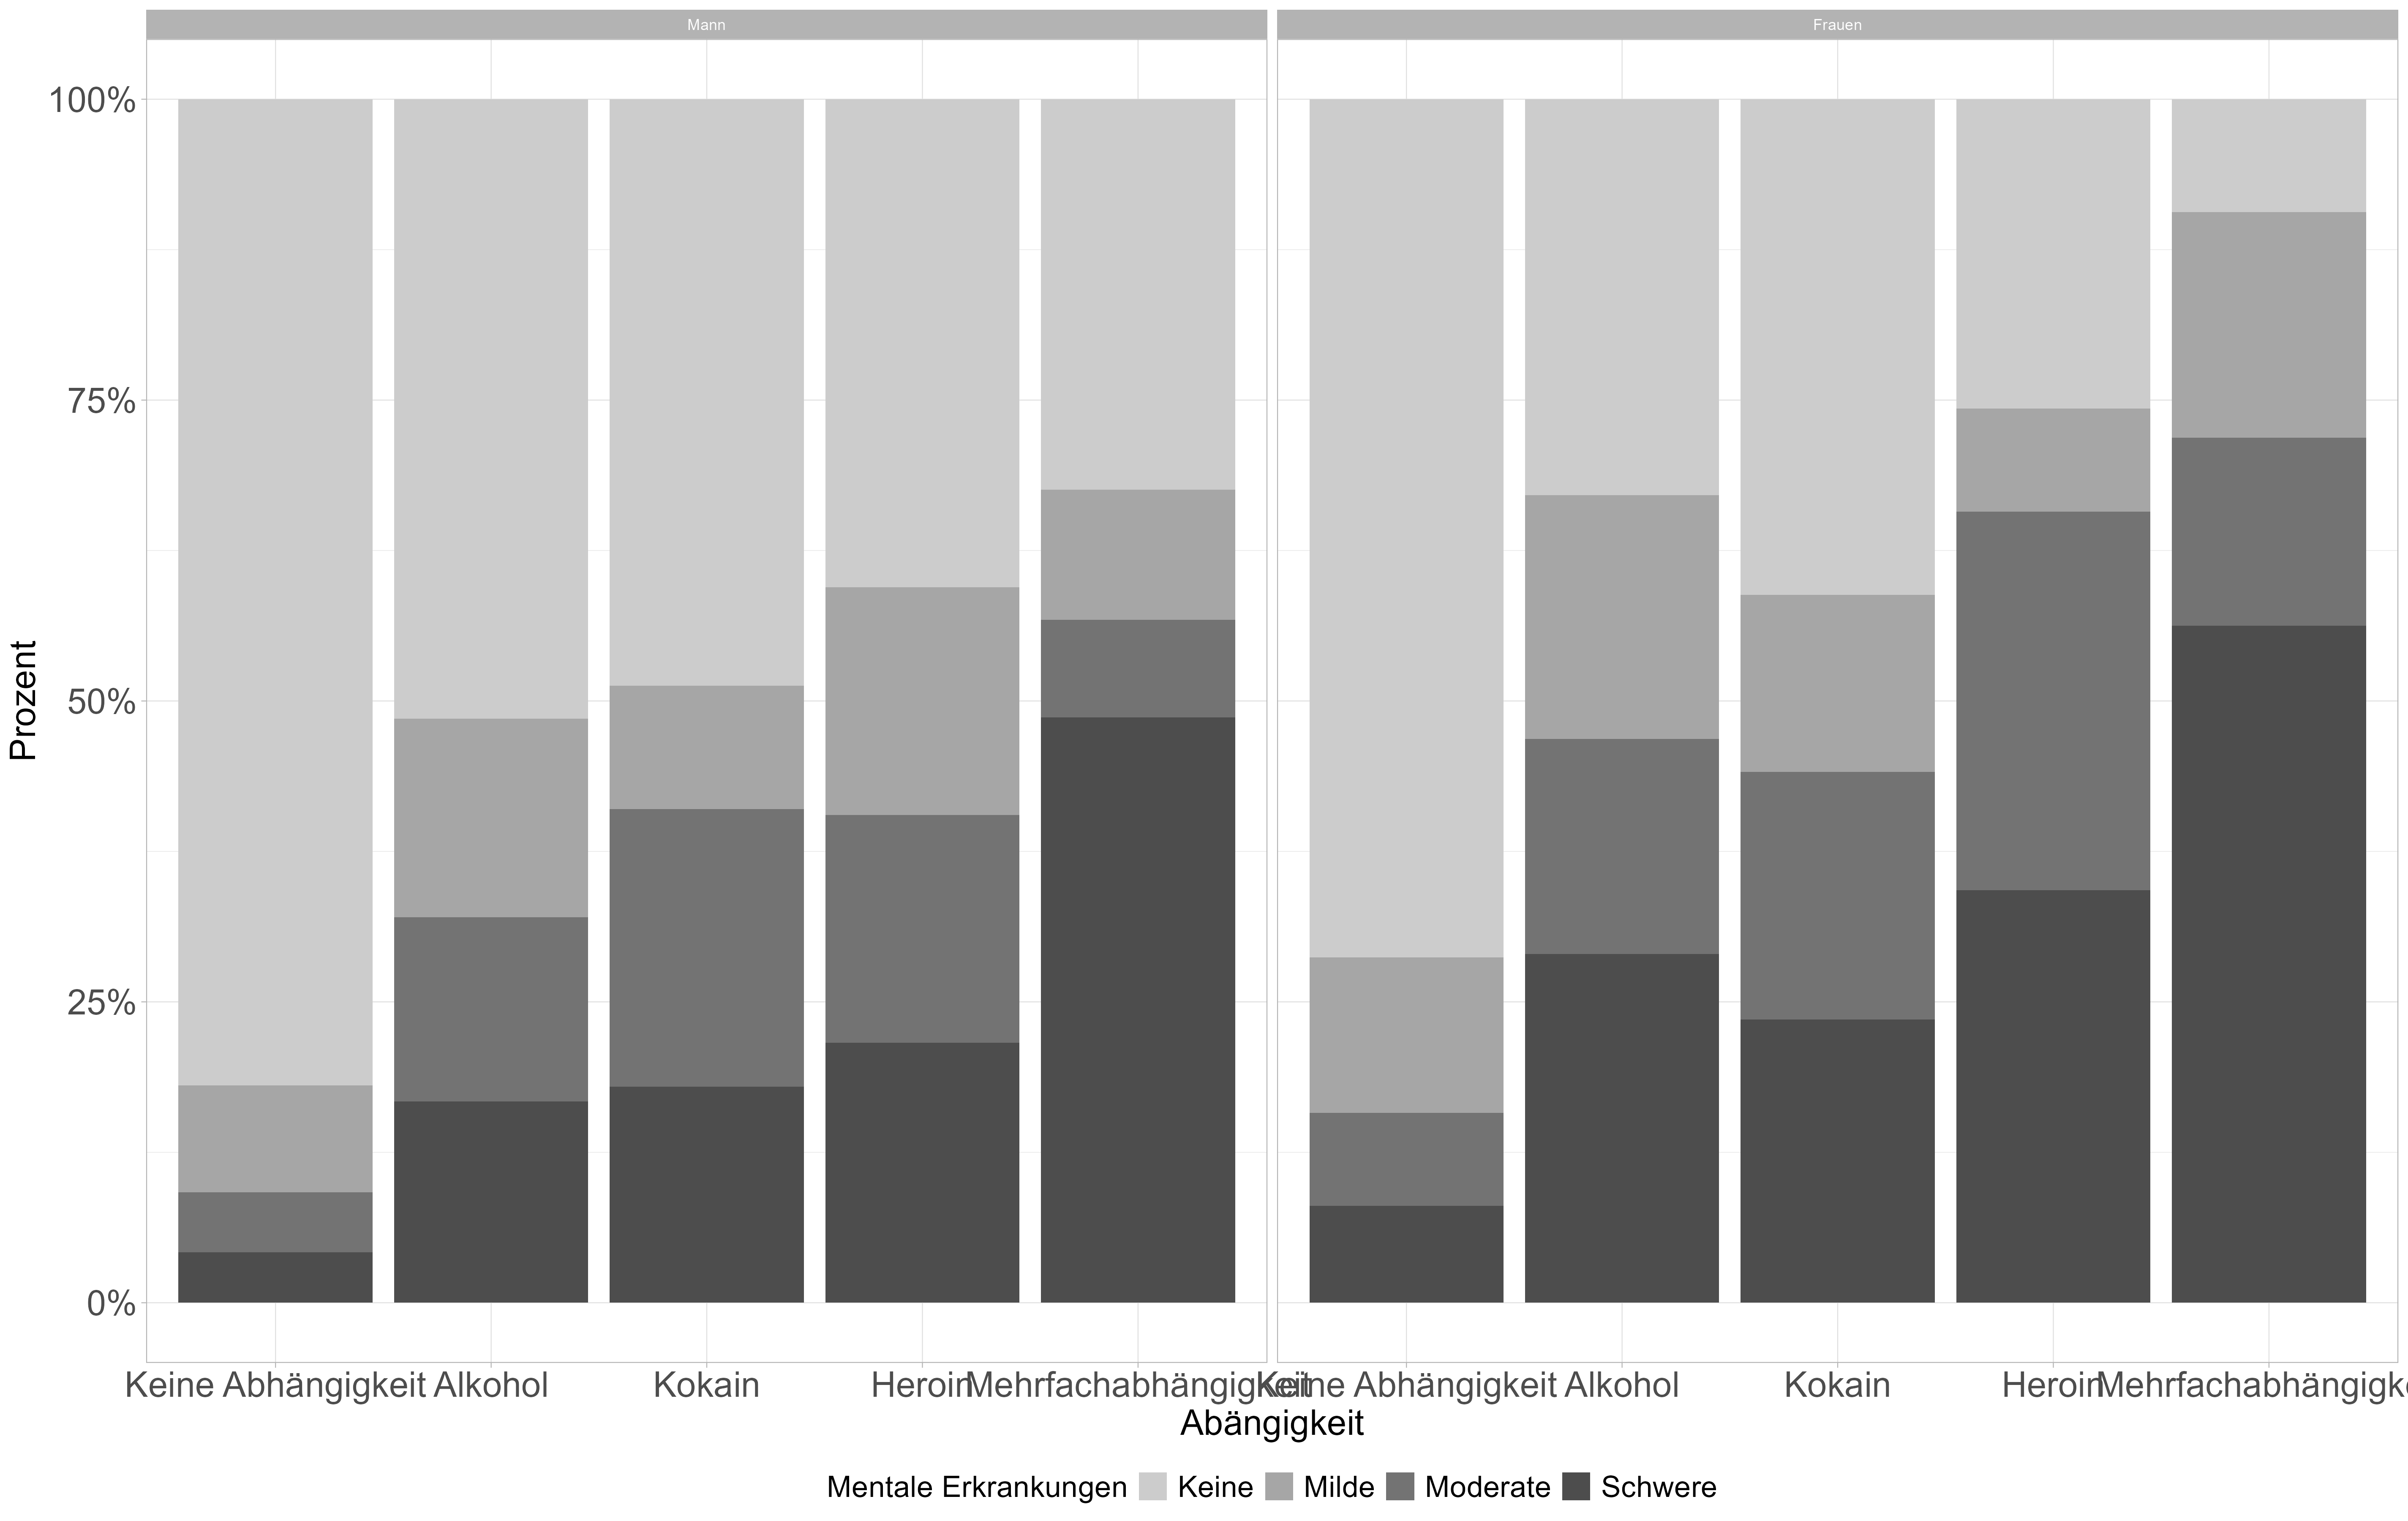 Mann Frauen
100%
75%
50%
25%
0%
Prozent
Keine Abhängigkeit Alkohol Kokain Heroin Mehrfachabhängigkeit Keine Abhängigkeit Alkohol Kokain Heroin
Abängigkeit
Mentale Erkrankungen Keine Milde Moderate Schwere